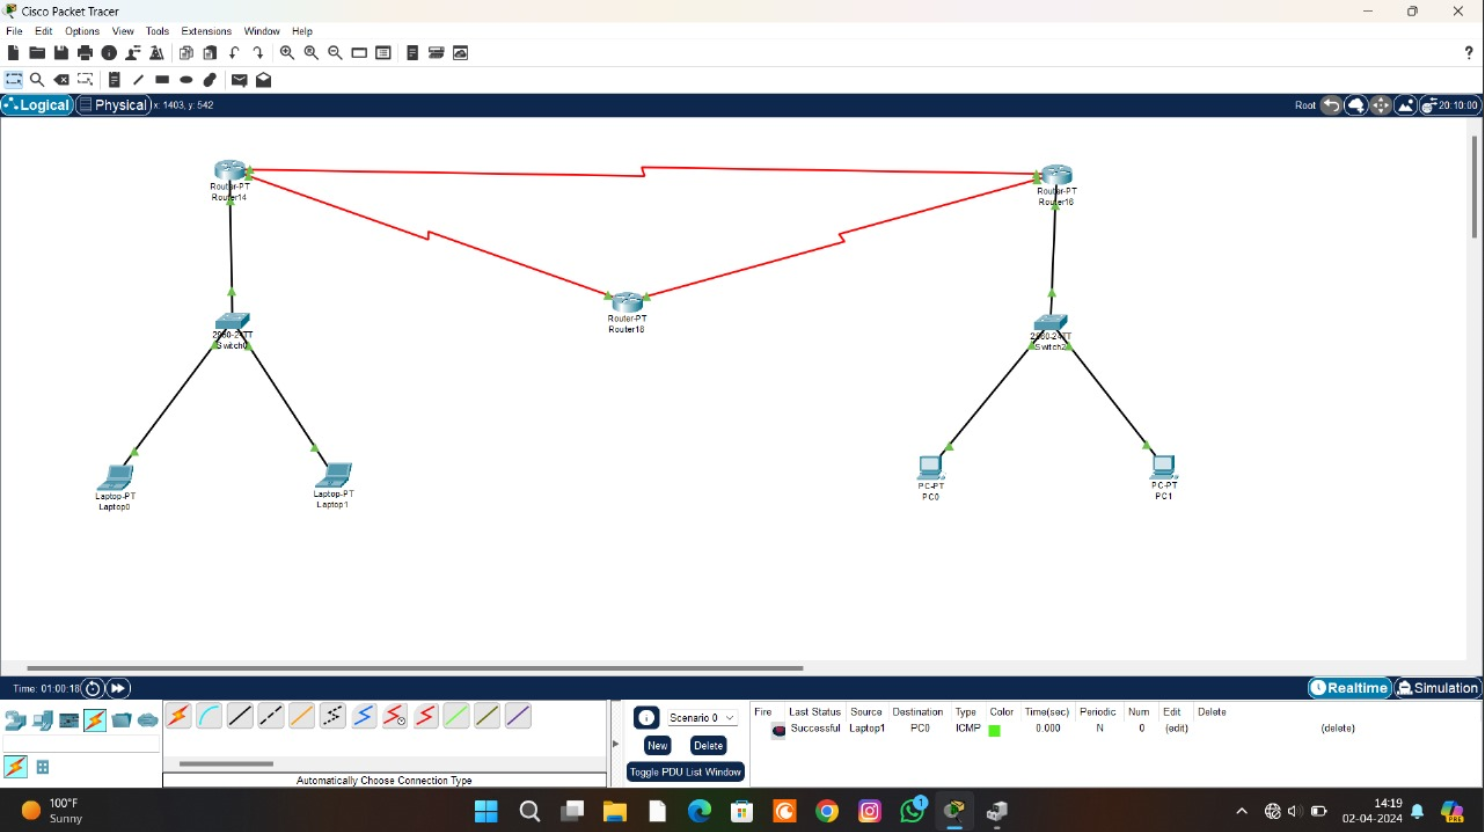 Cisco Packet Tracer
File Edit Options View Tools Extensions Window Help
?
Logical Physical x: 1403, y: 542 Root 20:10:00
Router-PT
Router14
Router-PT
Router16
Router-PT
Router18
2960-24TT
Switch0
2960-24TT
Switch2
Laptop-PT
Laptop0
Laptop-PT
Laptop1
PC-PT
PC0
PC-PT
PC1
Time: 01:00:18 Realtime Simulation
Scenario 0
New Delete
Toggle PDU List Window
Fire Last Status Source Destination Type Color Time(sec) Periodic Num Edit Delete
Successful Laptop1 PC0 ICMP 0.000 N 0 (edit) (delete)
Automatically Choose Connection Type
100°F
Sunny
1
14:19
02-04-2024
PRE